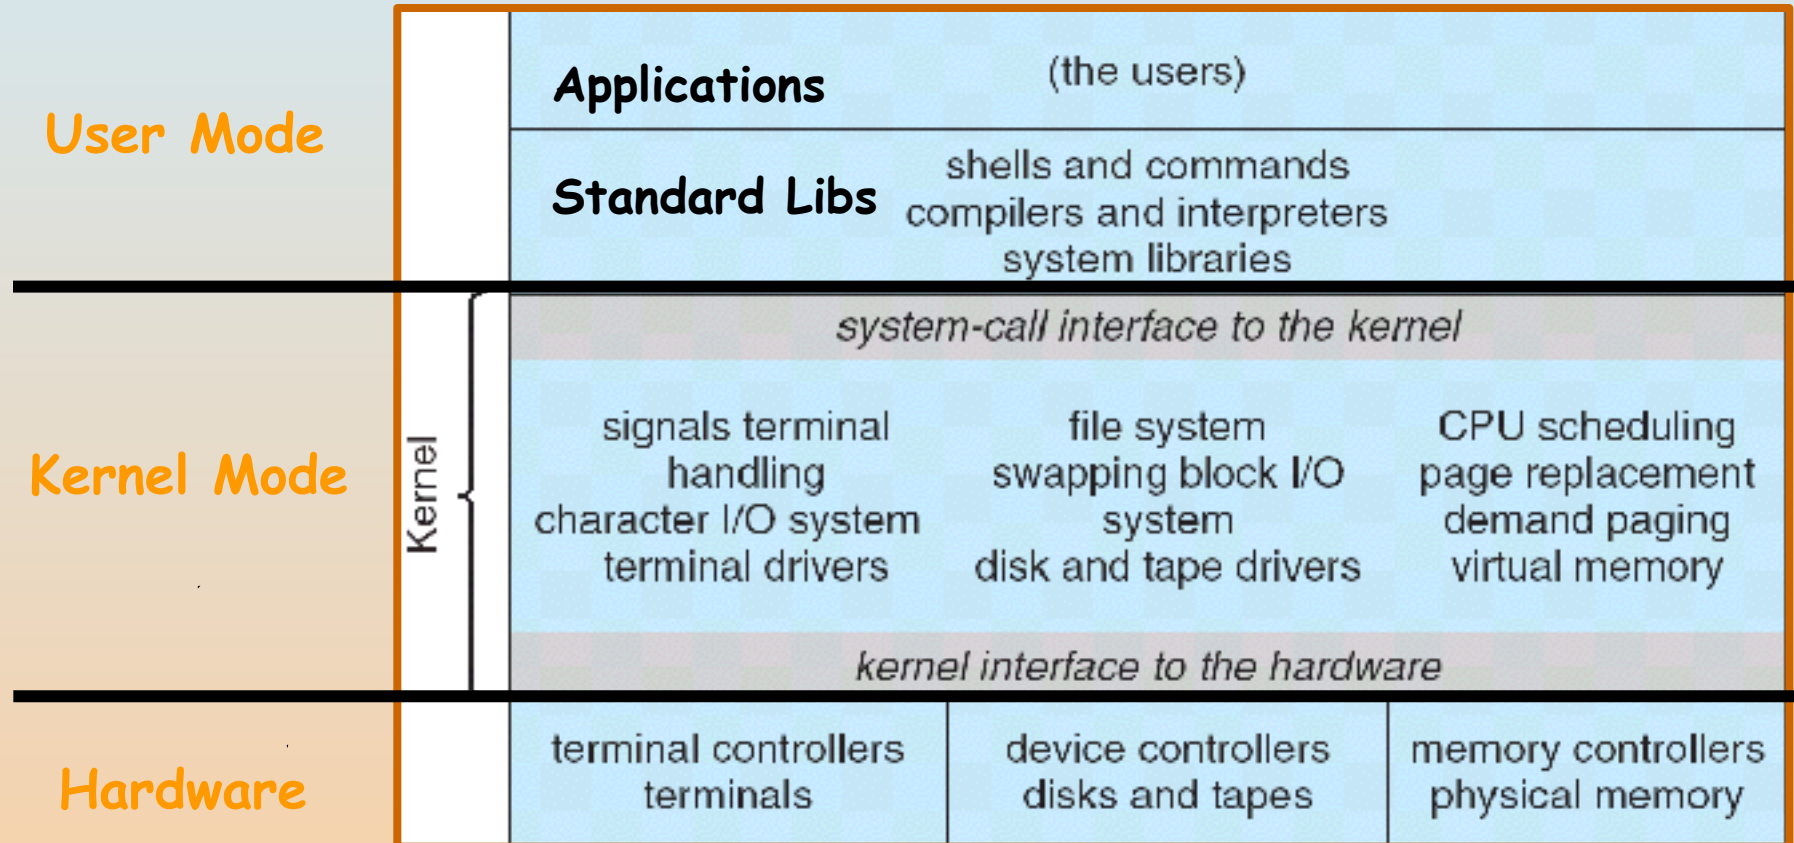 User Mode
Applications
(the users)
Standard Libs
shells and commands
compilers and interpreters
system libraries
Kernel Mode
Kernel
system-call interface to the kernel
signals terminal
handling
character I/O system
terminal drivers
file system
swapping block I/O
system
disk and tape drivers
CPU scheduling
page replacement
demand paging
virtual memory
kernel interface to the hardware
Hardware
terminal controllers
terminals
device controllers
disks and tapes
memory controllers
physical memory